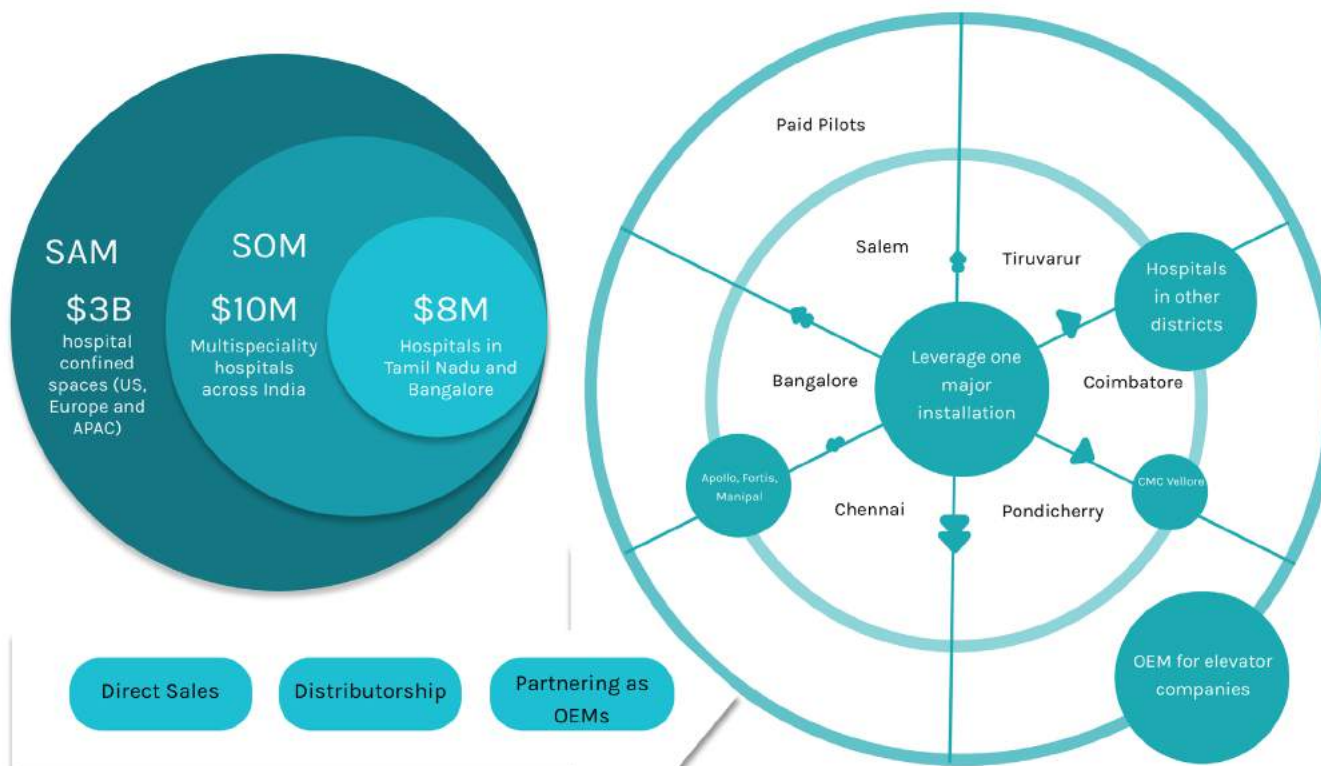 SAM
$3B
hospital
confined
spaces (US,
Europe and
APAC)
SOM
$10M
Multispeciality
hospitals
across India
$8M
Hospitals in
Tamil Nadu and
Bangalore
Direct Sales
Distributorship
Partnering as
OEMs
Paid Pilots
Salem
Tiruvarur
Hospitals
in other
districts
Bangalore
Leverage one
major
installation
Coimbatore
Apollo, Fortis,
Manipal
Chennai
Pondicherry
CMC Vellore
OEM for elevator
companies